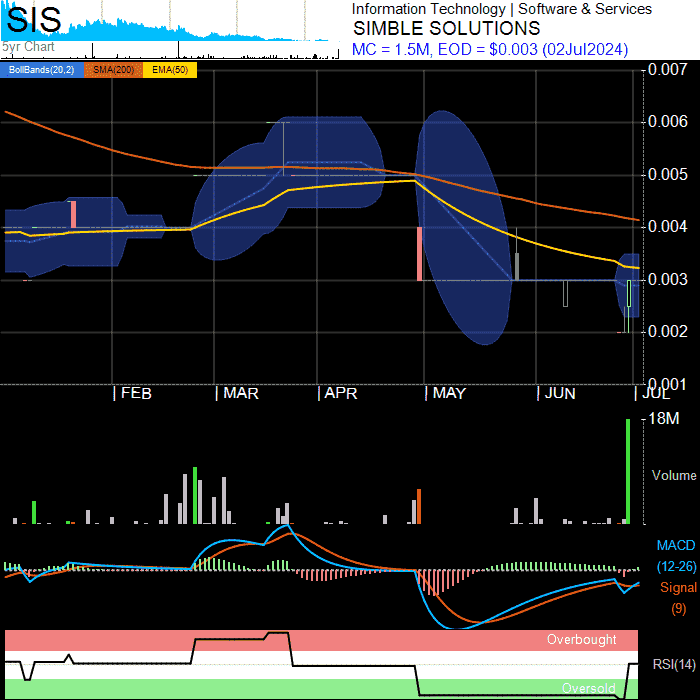 SIS
Information Technology | Software & Services
SIMBLE SOLUTIONS
5yr Chart
MC = 1.5M, EOD = $0.003 (02Jul2024)
BollBands(20,2) SMA(200) EMA(50)
0.007
0.006
0.005
0.004
0.003
0.002
0.001
FEB MAR APR MAY JUN JUL
18M
Volume
MACD
(12-26)
Signal
(9)
Overbought
RSI(14)
Oversold